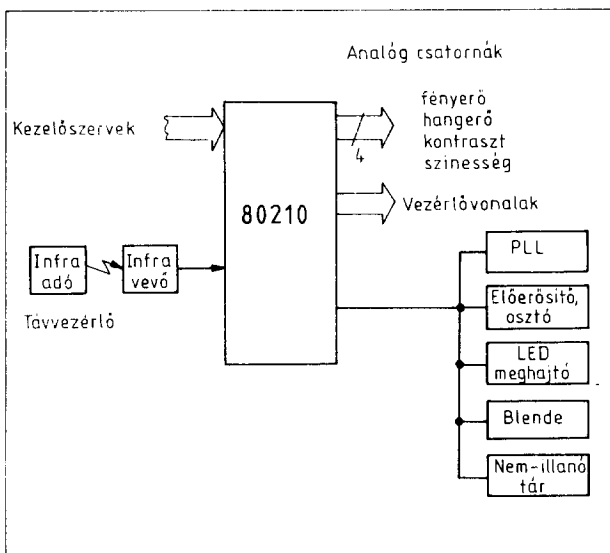 Analóg csatornák
Kezelőszervek
fényerő
hangerő
kontraszt
szinesség
4
80210
Vezérlővonalak
Infra
adó
Infra
vevő
Távvezérlő
PLL
Előerősítő,
osztó
LED
meghajtó
Blende
Nem-illanó
tár